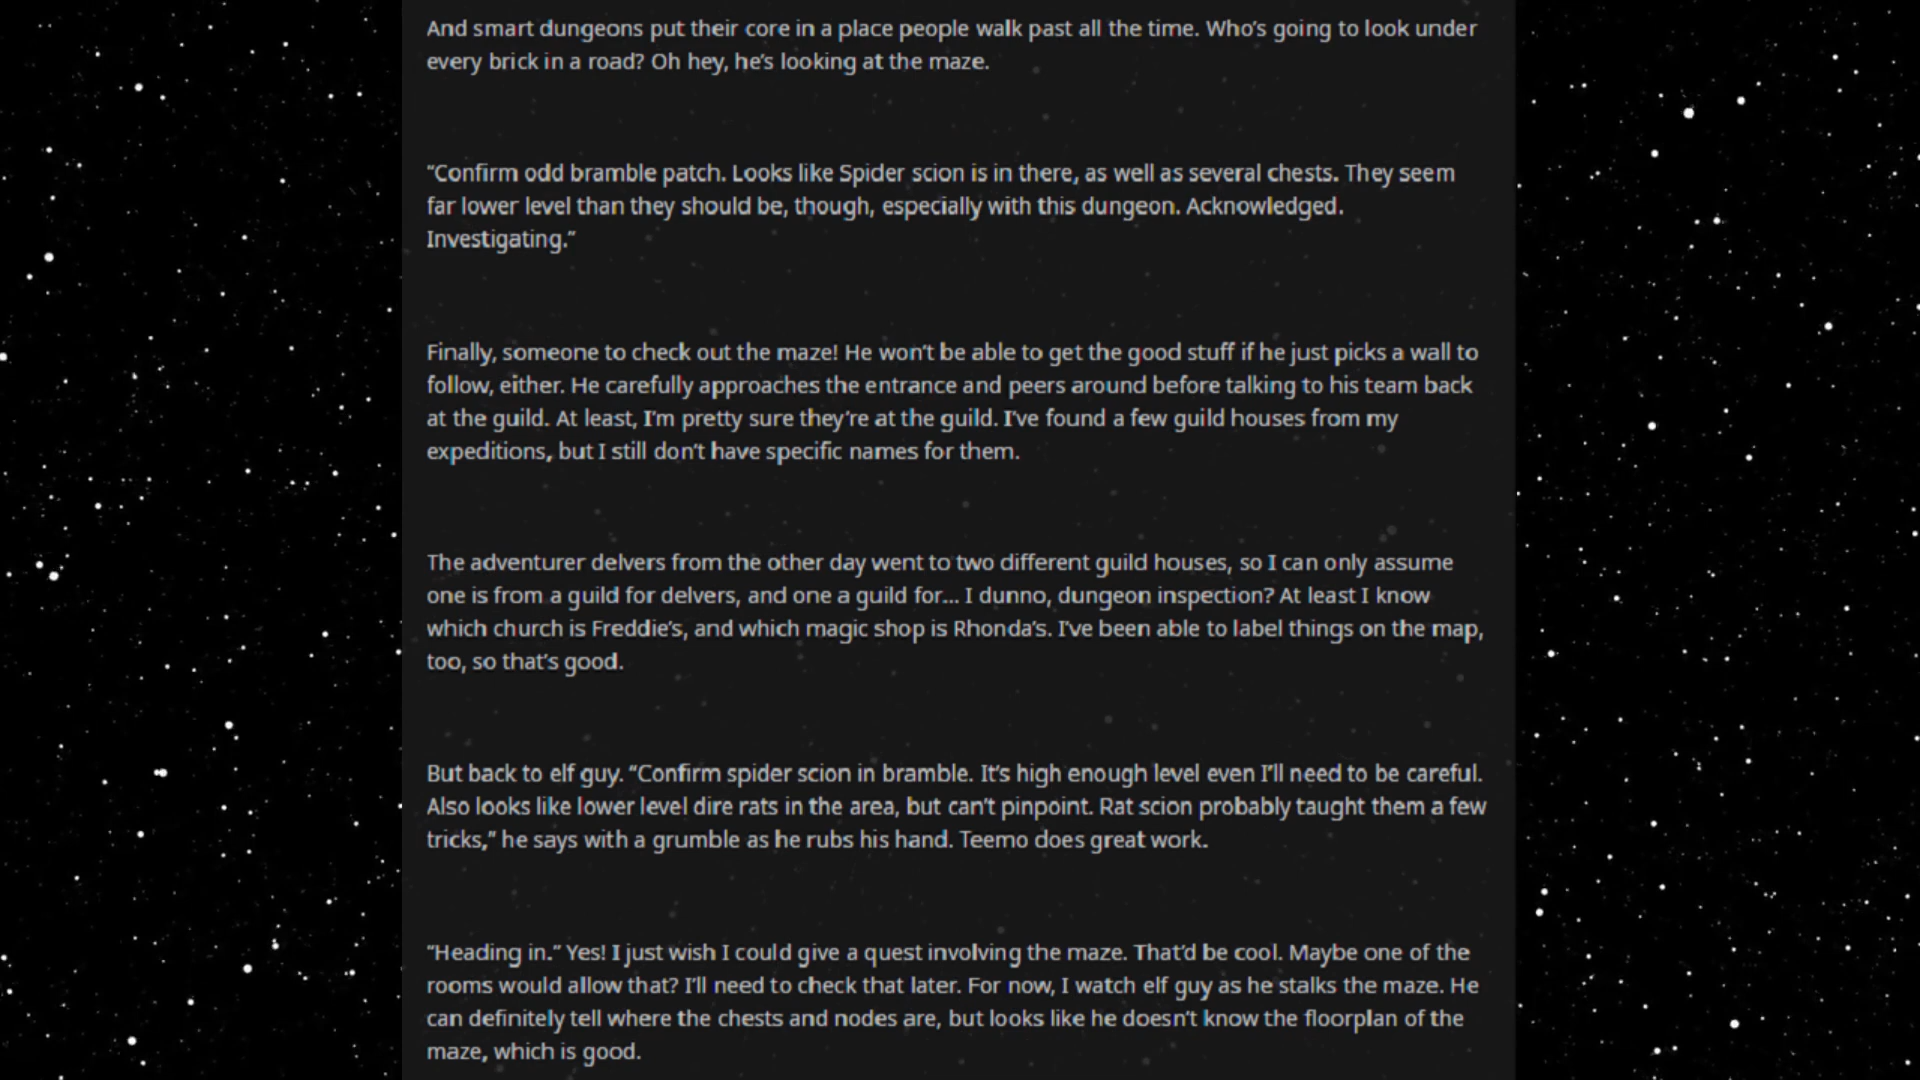 And smart dungeons put their core in a place people walk past all the time. Who’s going to look under
every brick in a road? Oh hey, he’s looking at the maze.
“Confirm odd bramble patch. Looks like Spider scion is in there, as well as several chests. They seem
far lower level than they should be, though, especially with this dungeon. Acknowledged.
Investigating.”
Finally, someone to check out the maze! He won’t be able to get the good stuff if he just picks a wall to
follow, either. He carefully approaches the entrance and peers around before talking to his team back
at the guild. At least, I’m pretty sure they’re at the guild. I’ve found a few guild houses from my
expeditions, but I still don’t have specific names for them.
The adventurer delvers from the other day went to two different guild houses, so I can only assume
one is from a guild for delvers, and one a guild for... I dunno, dungeon inspection? At least I know
which church is Freddie’s, and which magic shop is Rhonda’s. I’ve been able to label things on the map,
too, so that’s good.
But back to elf guy. “Confirm spider scion in bramble. It’s high enough level even I’ll need to be careful.
Also looks like lower level dire rats in the area, but can’t pinpoint. Rat scion probably taught them a few
tricks,” he says with a grumble as he rubs his hand. Teemo does great work.
“Heading in.” Yes! I just wish I could give a quest involving the maze. That’d be cool. Maybe one of the
rooms would allow that? I’ll need to check that later. For now, I watch elf guy as he stalks the maze. He
can definitely tell where the chests and nodes are, but looks like he doesn’t know the floorplan of the
maze, which is good.